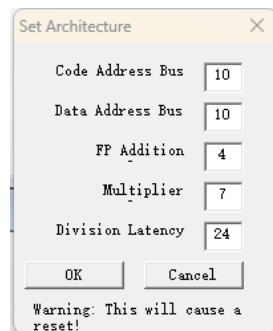 Set Architecture
Code Address Bus 10
Data Address Bus 10
FP Addition 4
Multiplier 7
Division Latency 24
OK Cancel
Warning: This will cause a
reset!